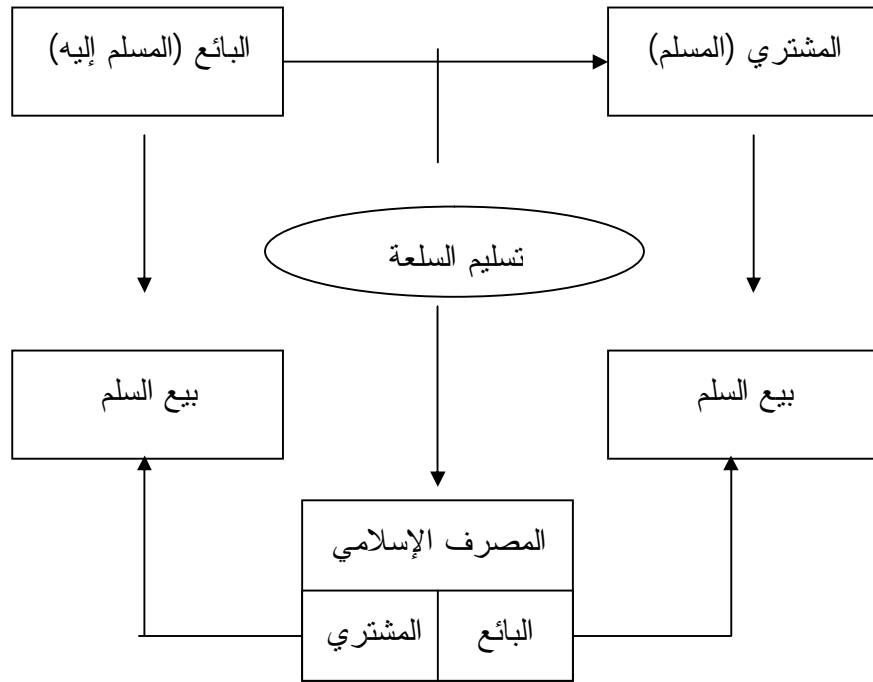 المشتري (المسلم)
البائع (المسلم إليه)
تسليم السلعة
بيع السلم
بيع السلم
المصرف الإسلامي
البائع
المشتري